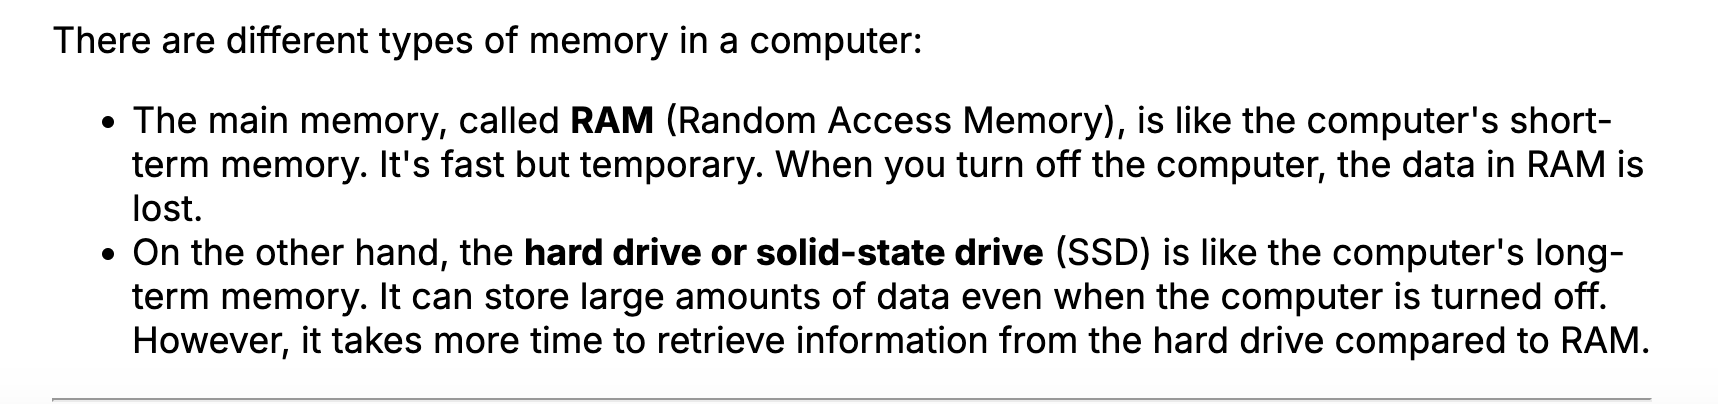 There are different types of memory in a computer:
• The main memory, called RAM (Random Access Memory), is like the computer's short-
term memory. It's fast but temporary. When you turn off the computer, the data in RAM is
lost.
• On the other hand, the hard drive or solid-state drive (SSD) is like the computer's long-
term memory. It can store large amounts of data even when the computer is turned off.
However, it takes more time to retrieve information from the hard drive compared to RAM.